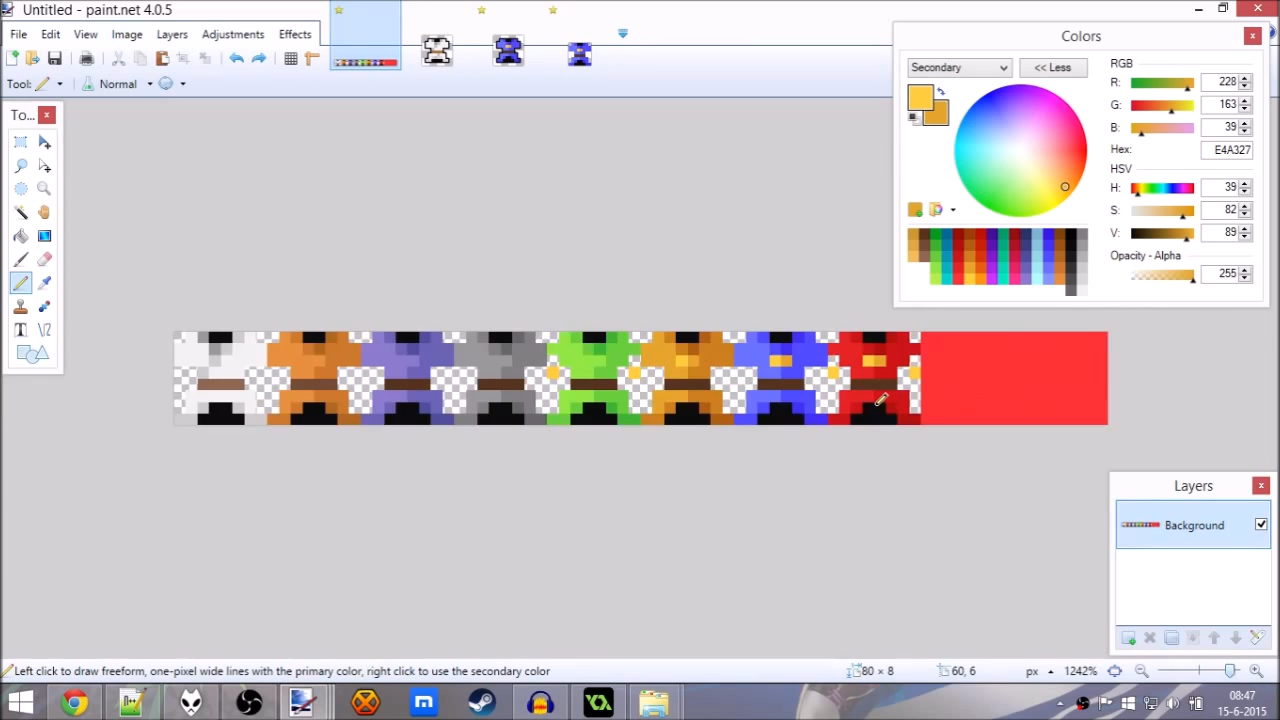 Untitled - paint.net 4.0.5
File Edit View Image Layers Adjustments Effects
Tool: Normal
To...
Colors
Secondary
<< Less
RGB
R: 228
G: 163
B: 39
Hex: E4A327
HSV
H: 39
S: 82
V: 89
Opacity - Alpha
255
Layers
Background
Left click to draw freeform, one-pixel wide lines with the primary color, right click to use the secondary color
80 × 8
60, 6
px
1242%
08:47
15-6-2015